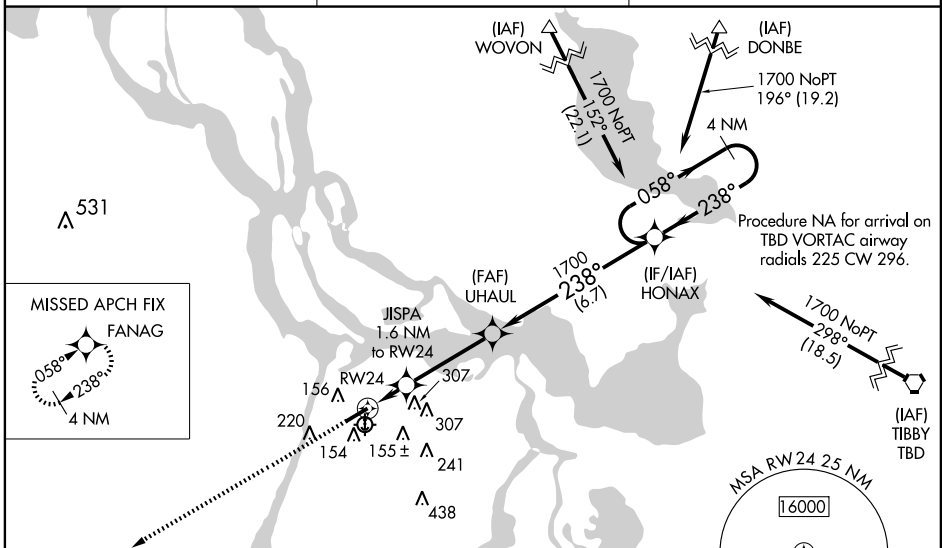 (IAF)
WOVON
(IAF)
DONBE
1700 NoPT
152°
(22.1)
1700 NoPT
196° (19.2)
4 NM
058°
238°
531
Procedure NA for arrival on
TBD VORTAC airway
radials 225 CW 296.
(IF/IAF)
HONAX
1700
238°
(6.7)
(FAF)
UHAUL
MISSED APCH FIX
FANAG
058°
238°
4 NM
JISPA
1.6 NM
to RW24
RW24
307
307
156
220
154
155 ±
241
438
1700 NoPT
298°
(18.5)
(IAF)
TIBBY
TBD
MSA RW24 25 NM
16000